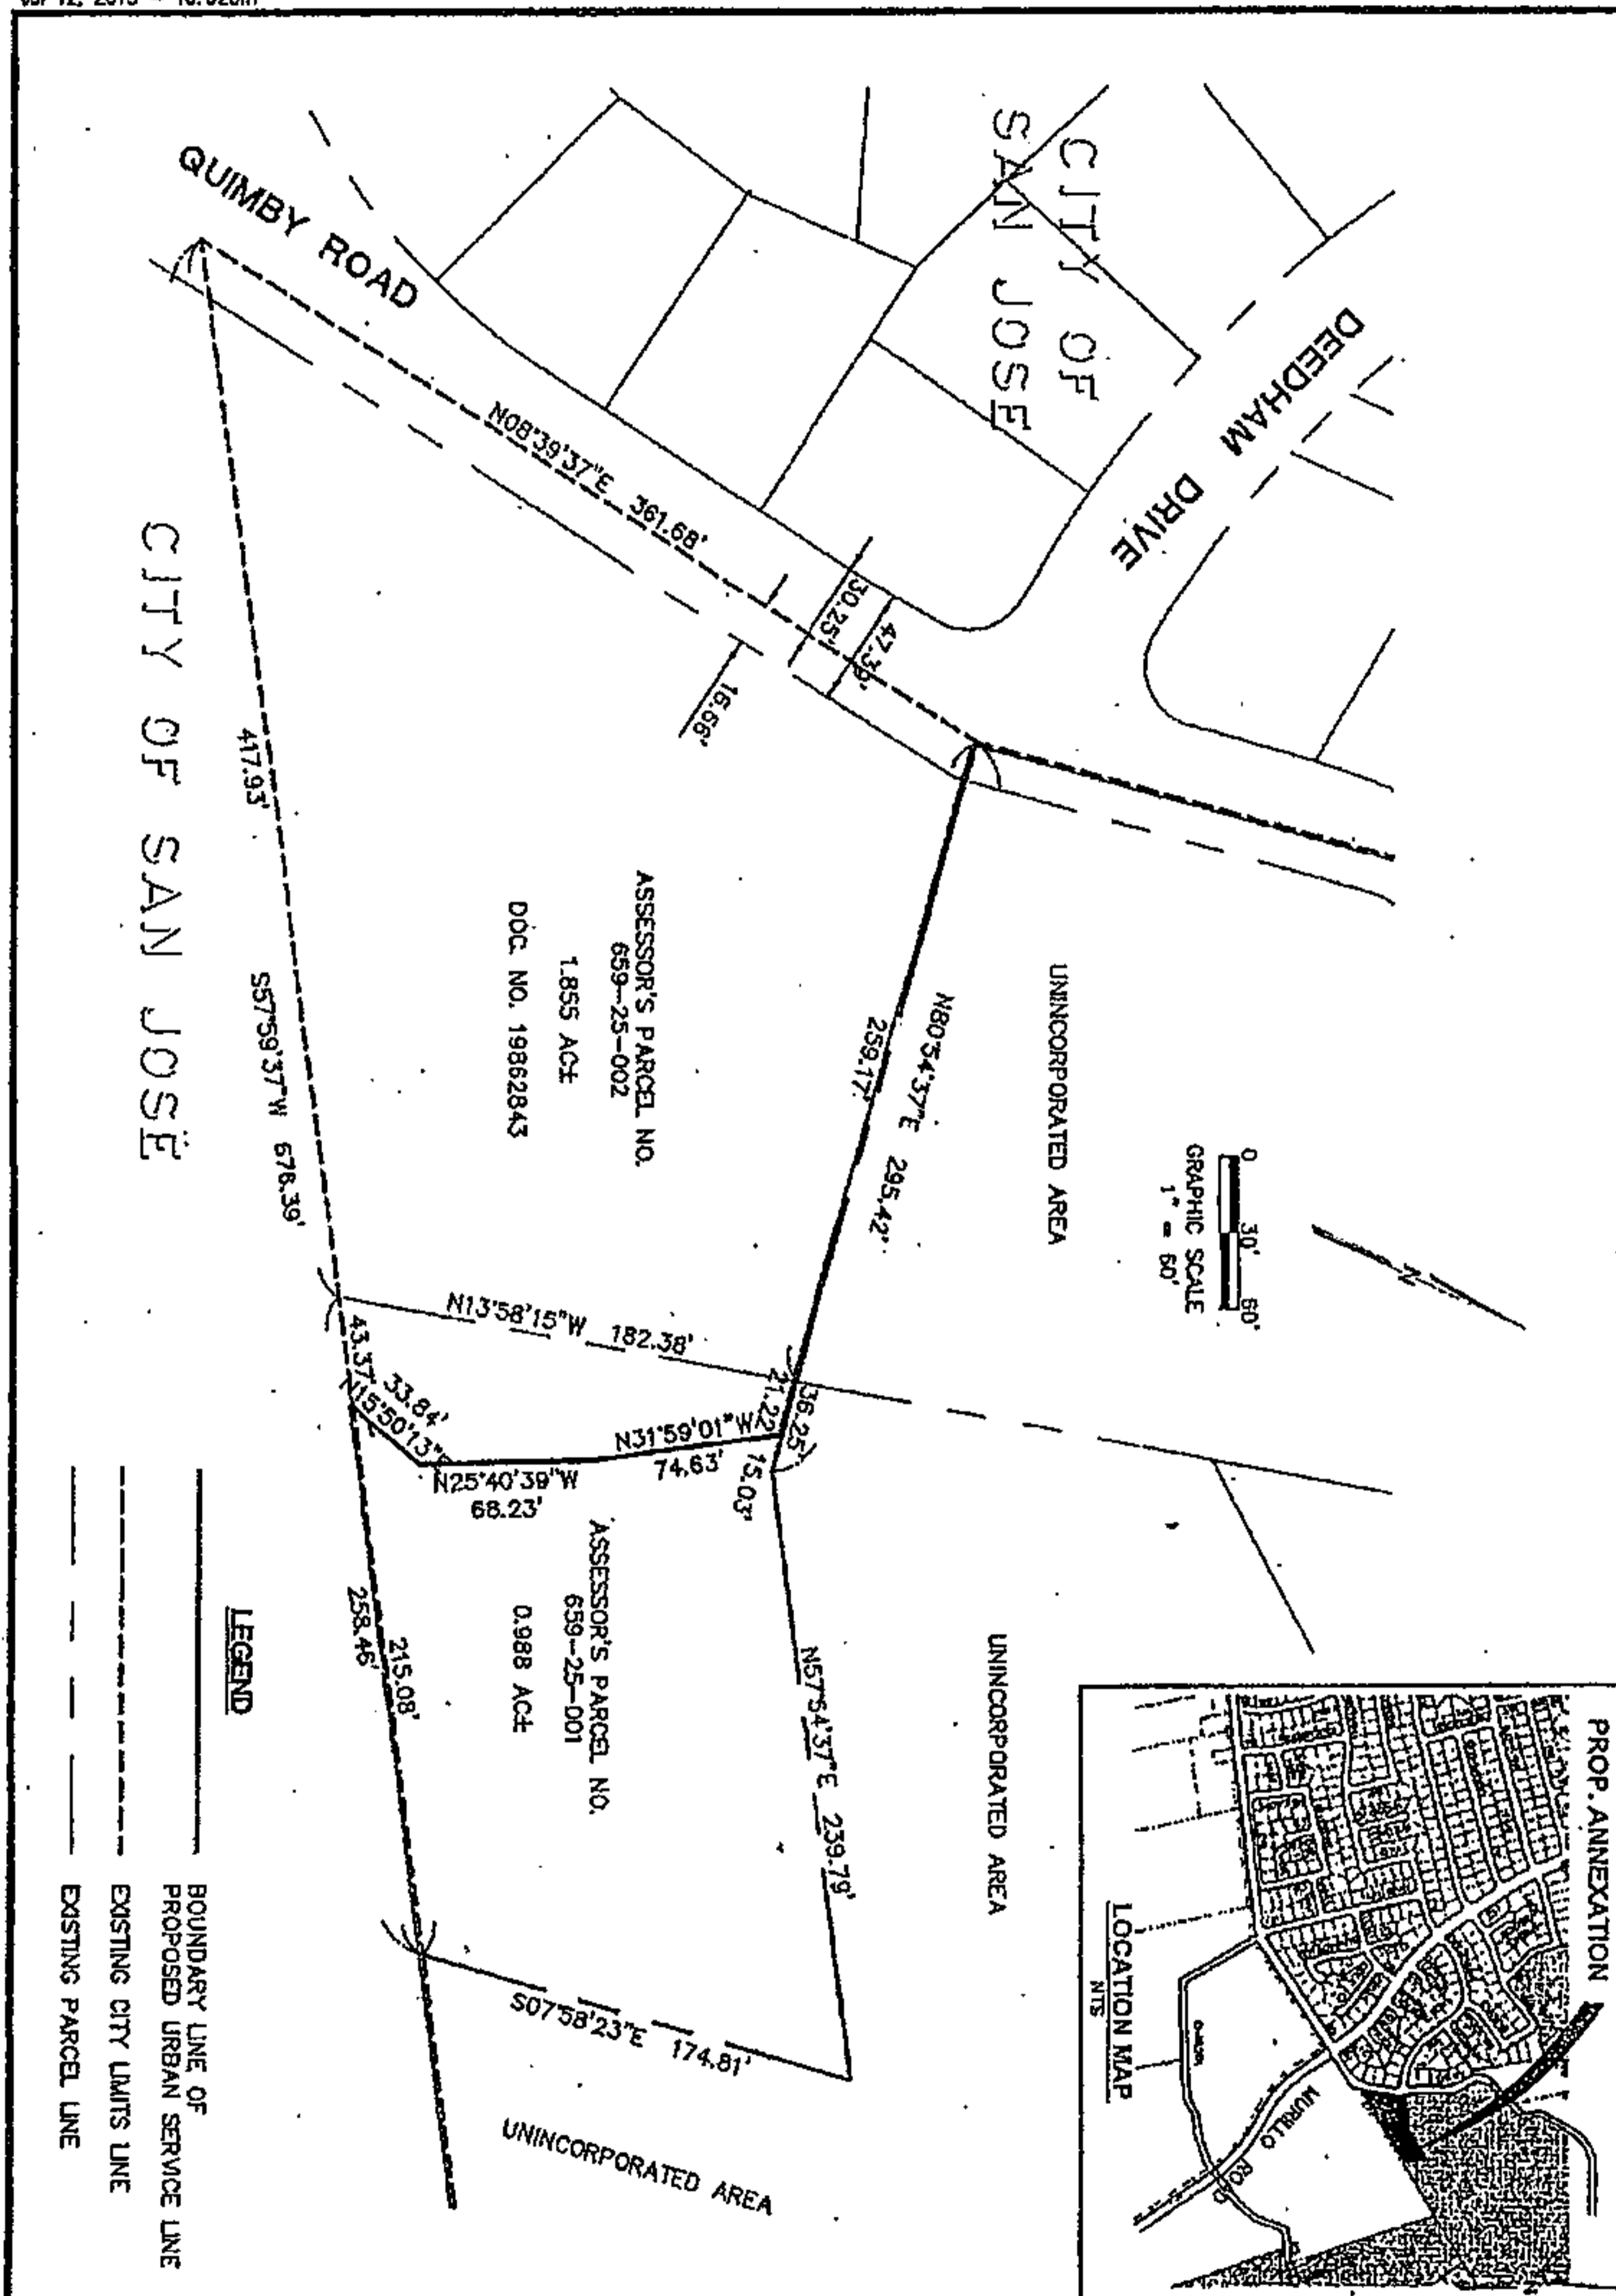 PROP. ANNEXATION
MURILLO ROAD
LOCATION MAP
NTS
DEEDHAM DRIVE
CITY OF
SAN JOSE
QUIMBY ROAD
N
0 30' 60'
GRAPHIC SCALE
1" = 60'
UNINCORPORATED AREA
UNINCORPORATED AREA
UNINCORPORATED AREA
N08°39'37"E 361.68'
30.25'
47.39'
16.66'
N80°54'37"E 295.42'
259.17'
36.25'
21.22'
15.03'
ASSESSOR'S PARCEL NO.
659-25-002
1.855 AC±
DOC. NO. 19862843
N13°58'15"W 182.38'
N31°59'01"W
74.63'
N25°40'39"W
68.23'
33.84'
N15°50'13"E
43.37'
N57°54'37"E 239.79'
ASSESSOR'S PARCEL NO.
659-25-001
0.988 AC±
215.08'
258.46'
S07°58'23"E 174.81'
417.93'
S57°59'37"W 676.39'
CITY OF SAN JOSE
LEGEND
BOUNDARY LINE OF
PROPOSED URBAN SERVICE LINE
EXISTING CITY LIMITS LINE
EXISTING PARCEL LINE